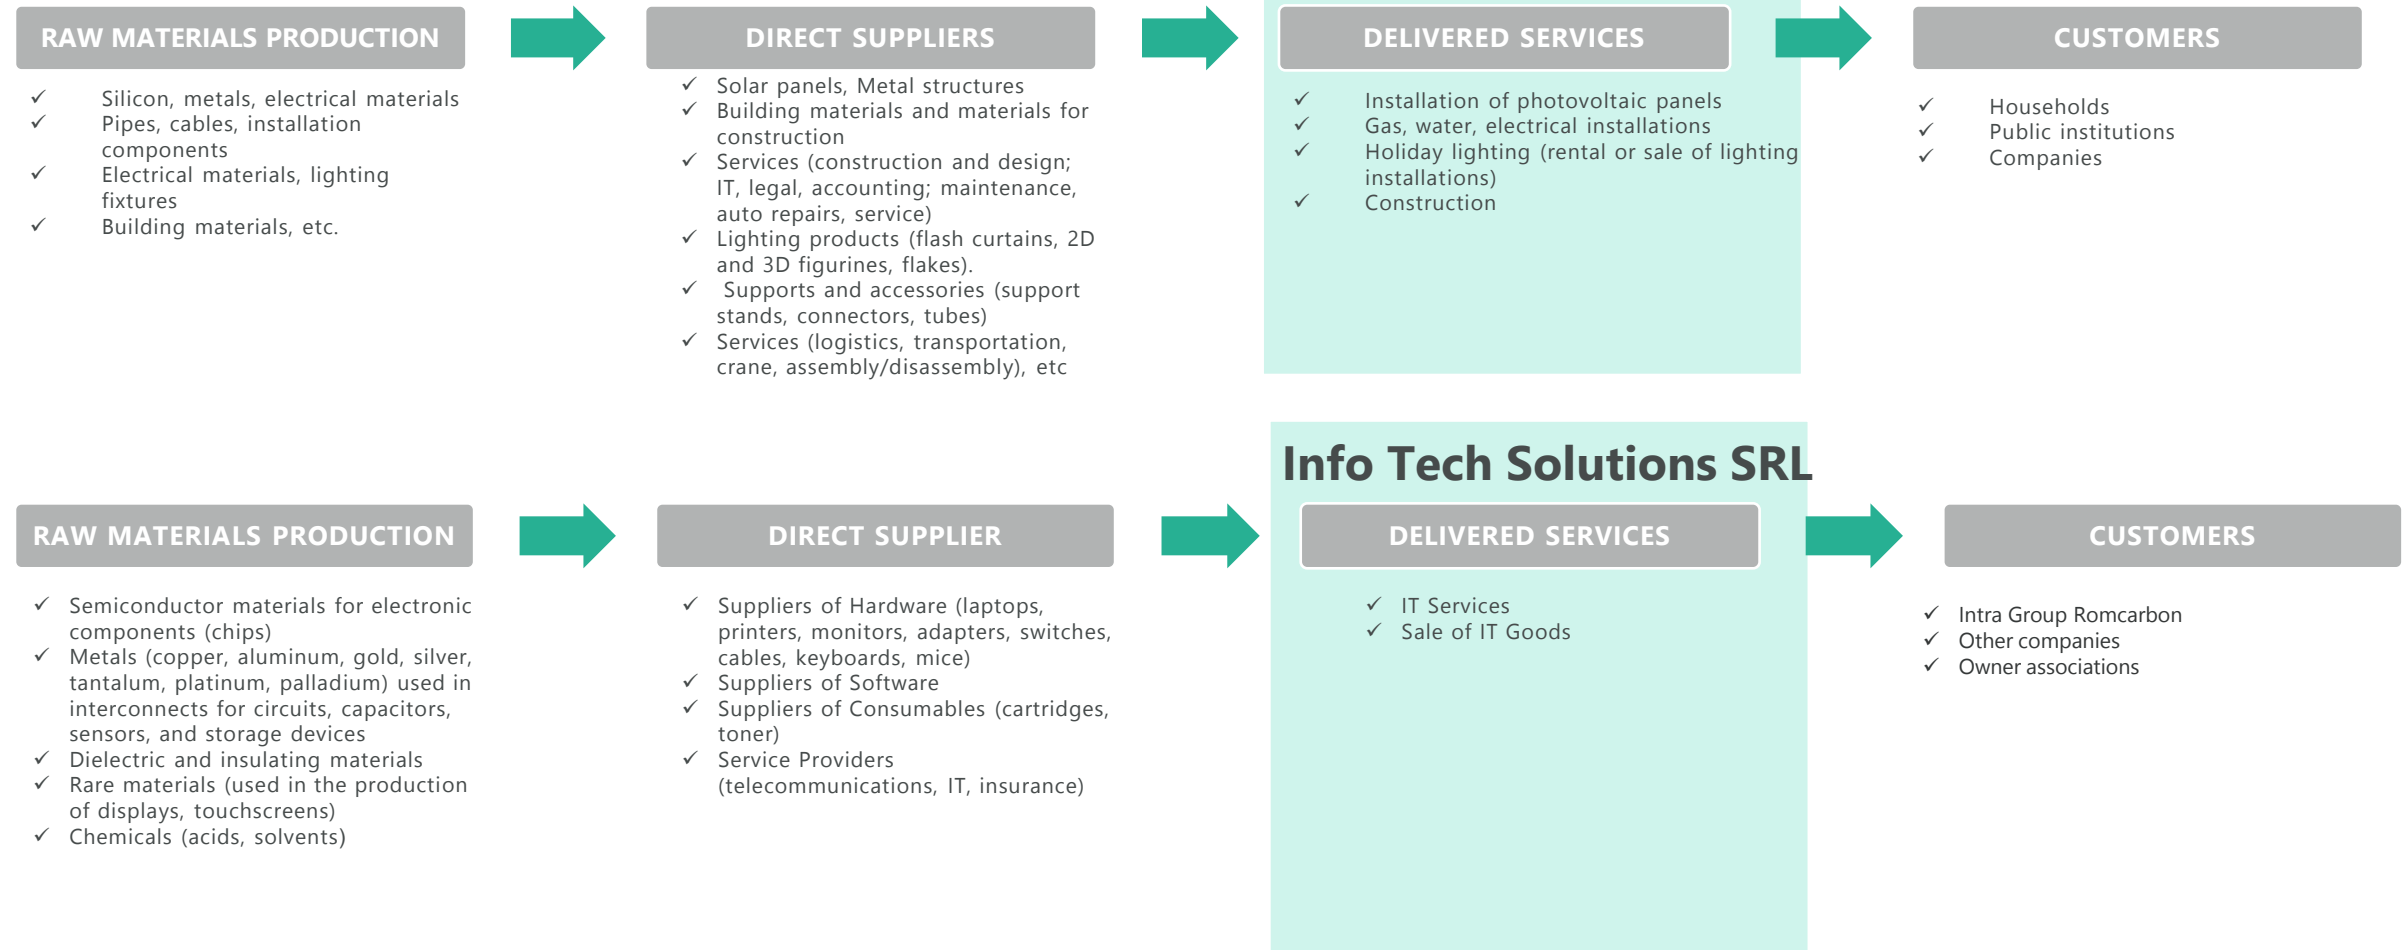 RAW MATERIALS PRODUCTION
✓ Silicon, metals, electrical materials
✓ Pipes, cables, installation
components
✓ Electrical materials, lighting
fixtures
✓ Building materials, etc.
DIRECT SUPPLIERS
✓ Solar panels, Metal structures
✓ Building materials and materials for
construction
✓ Services (construction and design;
IT, legal, accounting; maintenance,
auto repairs, service)
✓ Lighting products (flash curtains, 2D
and 3D figurines, flakes).
✓ Supports and accessories (support
stands, connectors, tubes)
✓ Services (logistics, transportation,
crane, assembly/disassembly), etc
DELIVERED SERVICES
✓ Installation of photovoltaic panels
✓ Gas, water, electrical installations
✓ Holiday lighting (rental or sale of lighting
installations)
✓ Construction
CUSTOMERS
✓ Households
✓ Public institutions
✓ Companies
Info Tech Solutions SRL
RAW MATERIALS PRODUCTION
✓ Semiconductor materials for electronic
components (chips)
✓ Metals (copper, aluminum, gold, silver,
tantalum, platinum, palladium) used in
interconnects for circuits, capacitors,
sensors, and storage devices
✓ Dielectric and insulating materials
✓ Rare materials (used in the production
of displays, touchscreens)
✓ Chemicals (acids, solvents)
DIRECT SUPPLIER
✓ Suppliers of Hardware (laptops,
printers, monitors, adapters, switches,
cables, keyboards, mice)
✓ Suppliers of Software
✓ Suppliers of Consumables (cartridges,
toner)
✓ Service Providers
(telecommunications, IT, insurance)
DELIVERED SERVICES
✓ IT Services
✓ Sale of IT Goods
CUSTOMERS
✓ Intra Group Romcarbon
✓ Other companies
✓ Owner associations